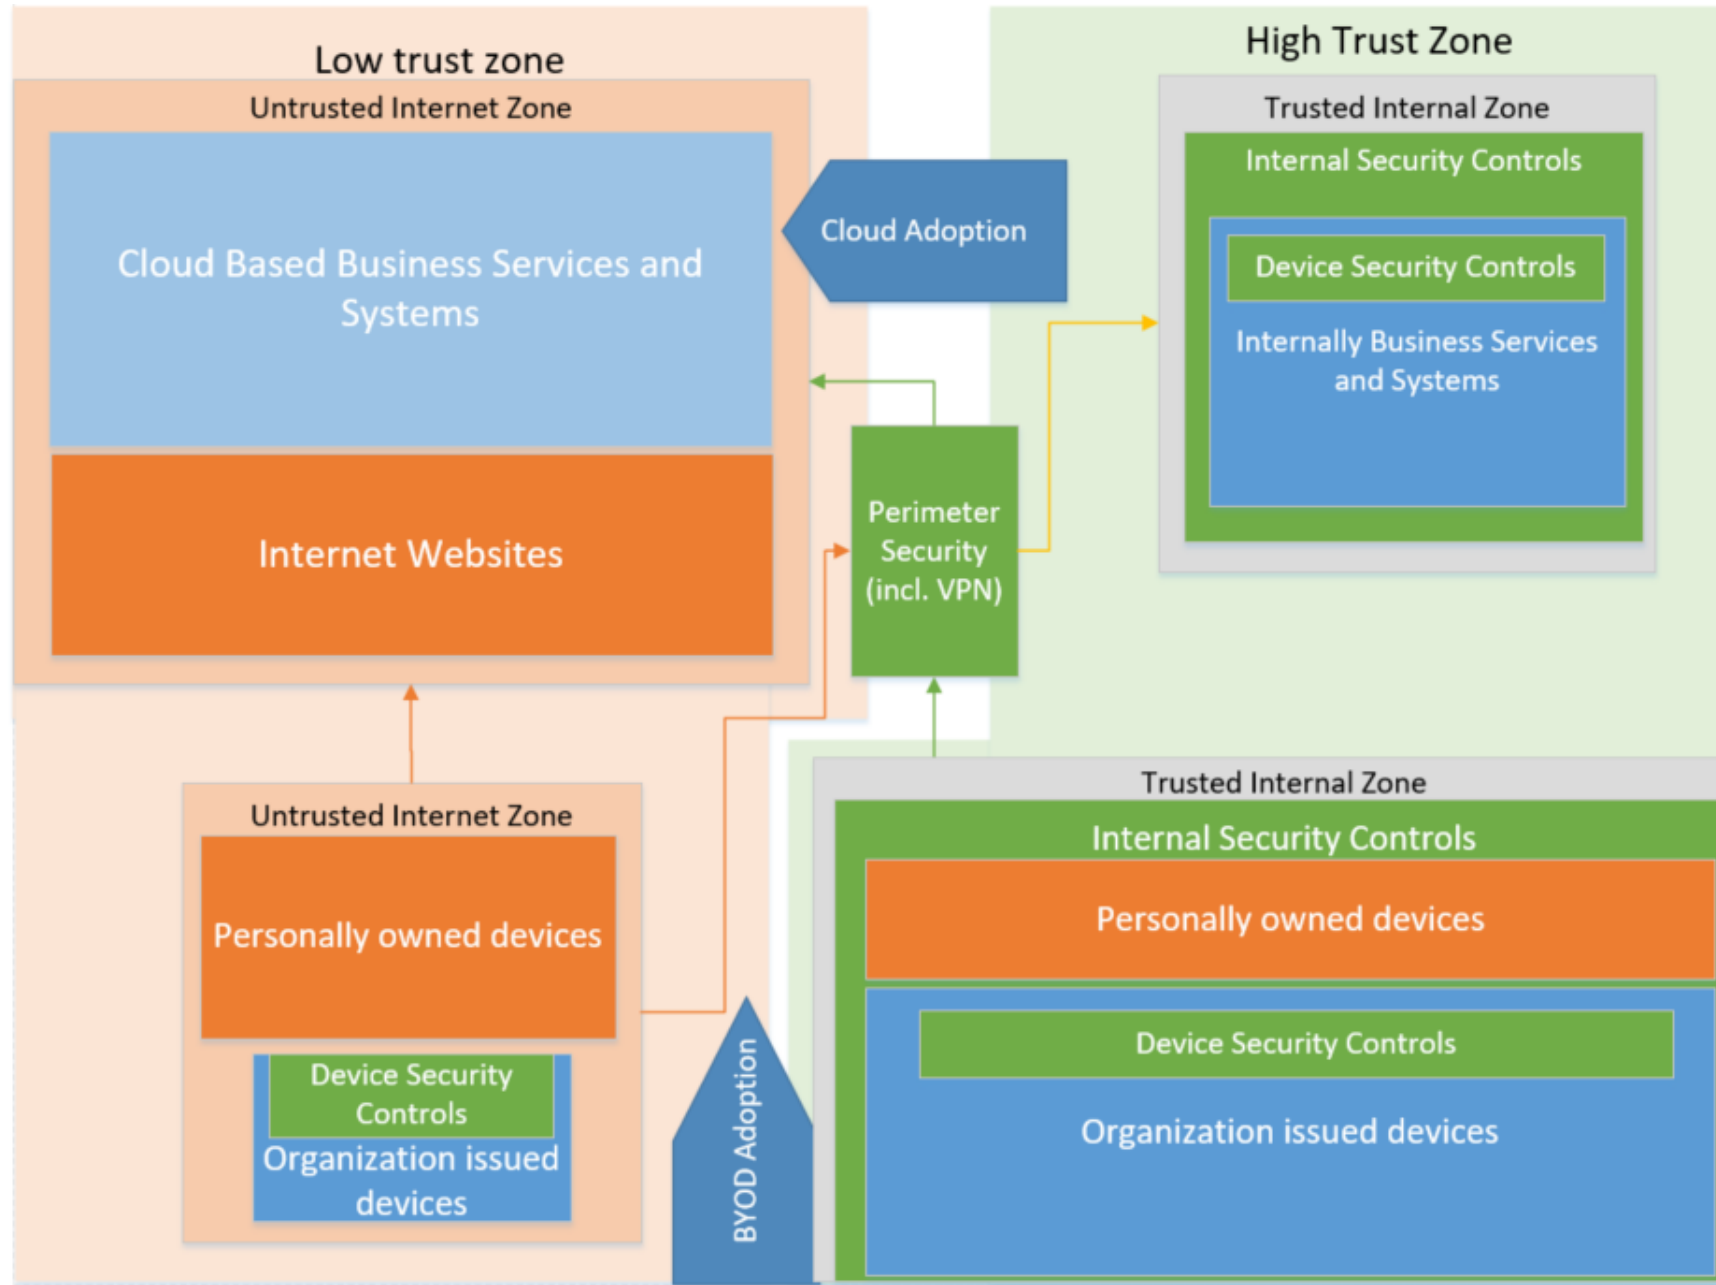 Low trust zone
Untrusted Internet Zone
Cloud Based Business Services and
Systems
Internet Websites
Cloud Adoption
High Trust Zone
Trusted Internal Zone
Internal Security Controls
Device Security Controls
Internally Business Services
and Systems
Perimeter
Security
(incl. VPN)
Untrusted Internet Zone
Personally owned devices
Device Security
Controls
Organization issued
devices
BYOD Adoption
Trusted Internal Zone
Internal Security Controls
Personally owned devices
Device Security Controls
Organization issued devices